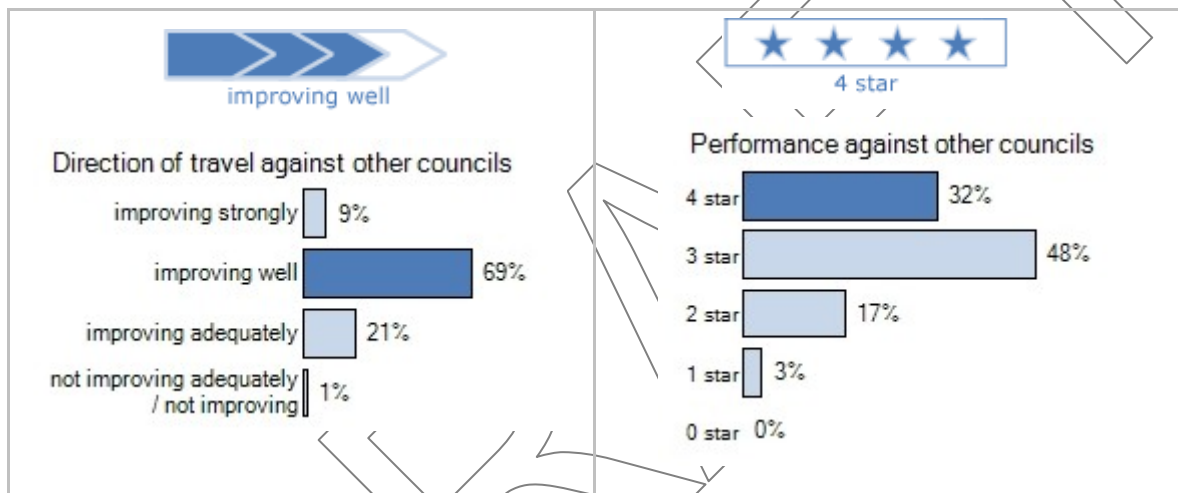 improving well
Direction of travel against other councils
improving strongly 9%
improving well 69%
improving adequately 21%
not improving adequately
/ not improving 1%
4 star
Performance against other councils
4 star 32%
3 star 48%
2 star 17%
1 star 3%
0 star 0%